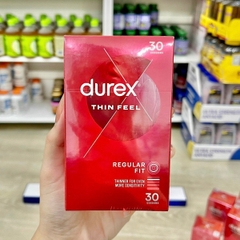 30
durex
THIN FEEL
REGULAR
FIT
THINNER FOR EVEN
MORE SENSITIVITY
30